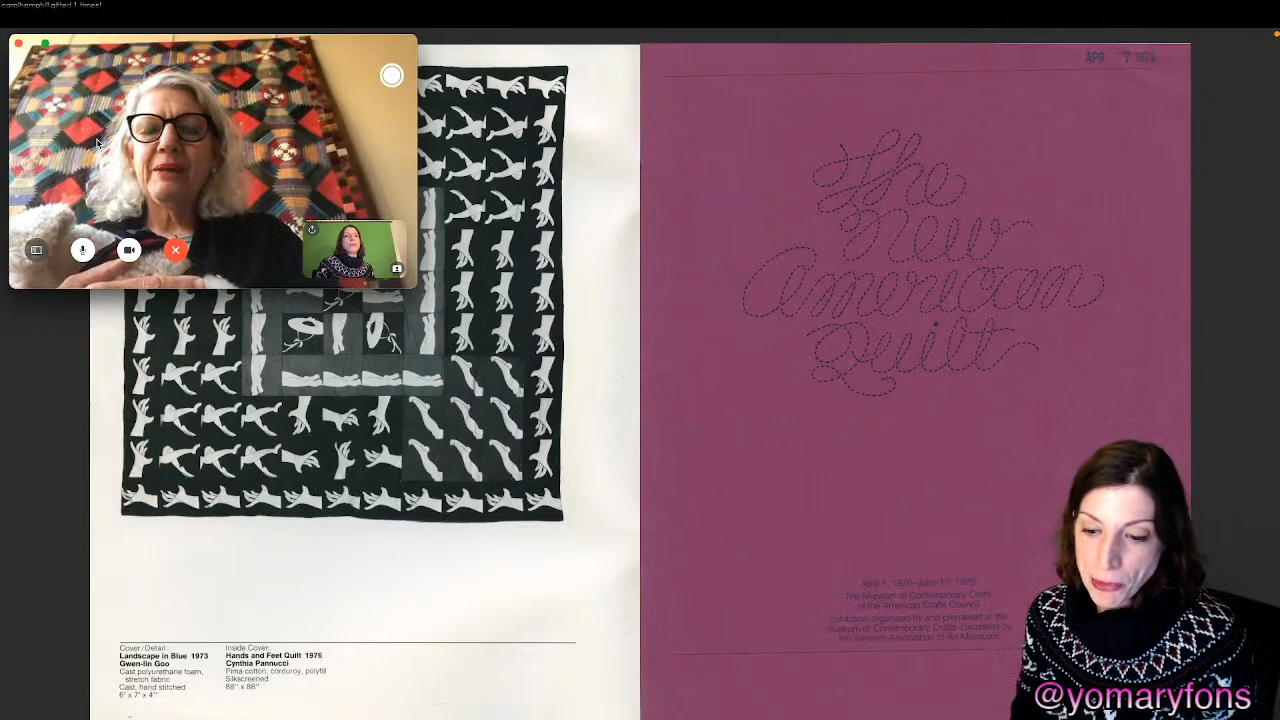 carolhemphill gifted 1 times!
APR 7 1976
The
New
American
Quilt
April 1, 1976–June 13, 1976
The Museum of Contemporary Crafts
of the American Crafts Council
Exhibition organized by and premiered at the
Museum of Contemporary Crafts; circulated by
the Western Association of Art Museums
Cover/Detail:
Landscape in Blue 1973
Gwen-lin Goo
Cast polyurethane foam,
stretch fabric
Cast, hand stitched
6' x 7' x 4"
Inside Cover:
Hands and Feet Quilt 1976
Cynthia Pannucci
Pima cotton, corduroy, polyfill
Silkscreened
88" x 88"
@yomaryfons